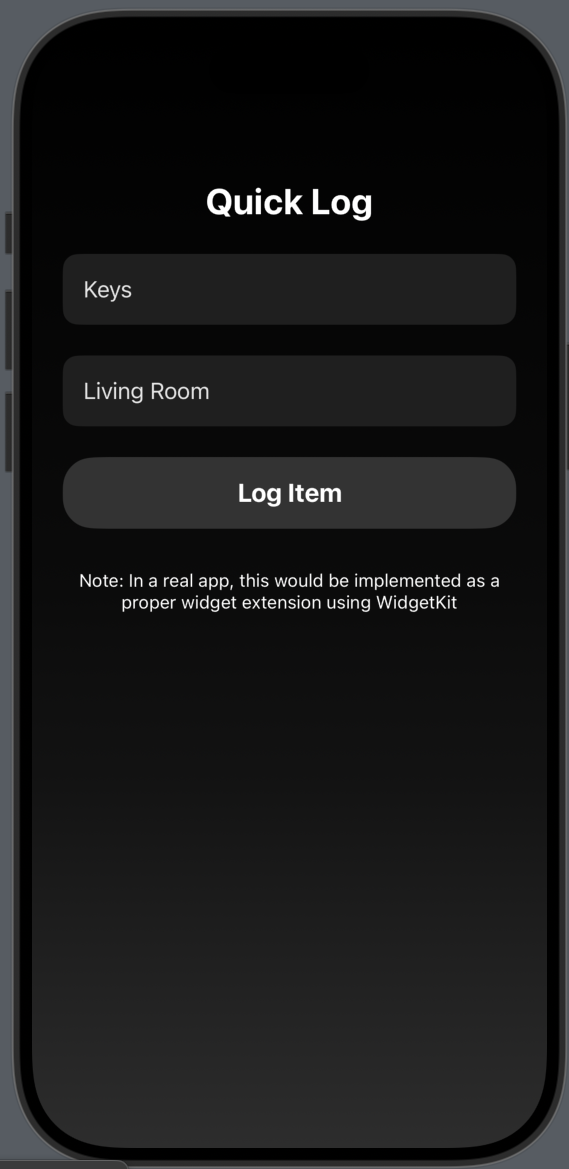 Quick Log
Keys
Living Room
Log Item
Note: In a real app, this would be implemented as a
proper widget extension using WidgetKit